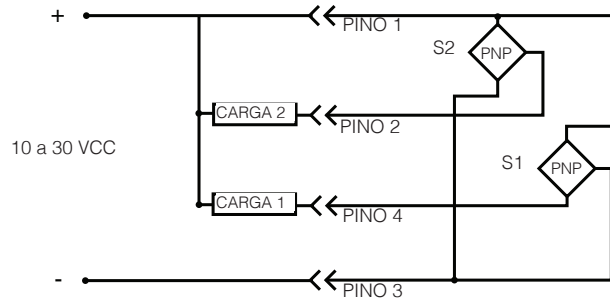 +
PINO 1
S2
PNP
CARGA 2
PINO 2
10 a 30 VCC
S1
PNP
CARGA 1
PINO 4
-
PINO 3